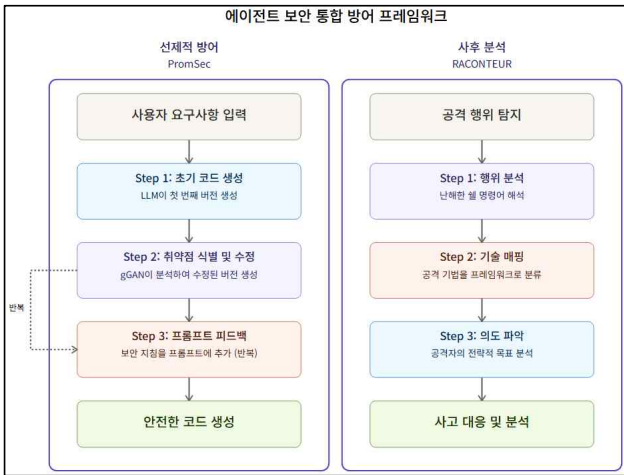 에이전트 보안 통합 방어 프레임워크
선제적 방어
PromSec
사용자 요구사항 입력
Step 1: 초기 코드 생성
LLM이 첫 번째 버전 생성
Step 2: 취약점 식별 및 수정
gGAN이 분석하여 수정된 버전 생성
반복
Step 3: 프롬프트 피드백
보안 지침을 프롬프트에 추가 (반복)
안전한 코드 생성
사후 분석
RACONTEUR
공격 행위 탐지
Step 1: 행위 분석
난해한 쉘 명령어 해석
Step 2: 기술 매핑
공격 기법을 프레임워크로 분류
Step 3: 의도 파악
공격자의 전략적 목표 분석
사고 대응 및 분석